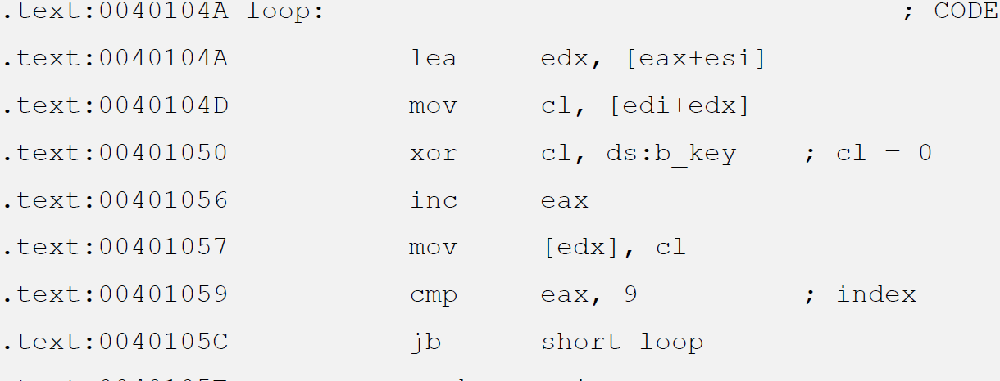 .text:0040104A loop: ; CODE
.text:0040104A lea edx, [eax+esi]
.text:0040104D mov cl, [edi+edx]
.text:00401050 xor cl, ds:b_key ; cl = 0
.text:00401056 inc eax
.text:00401057 mov [edx], cl
.text:00401059 cmp eax, 9 ; index
.text:0040105C jb short loop